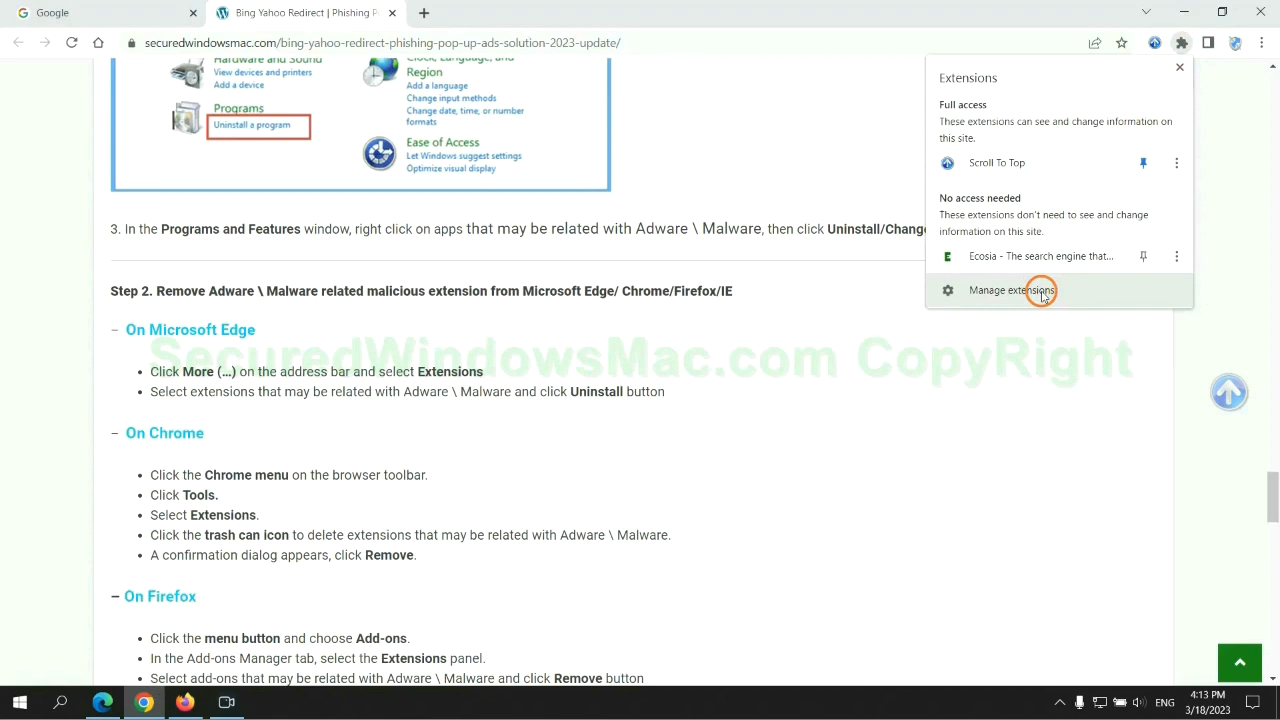 Google
Bing Yahoo Redirect | Phishing P
securedwindowsmac.com/bing-yahoo-redirect-phishing-pop-up-ads-solution-2023-update/
Hardware and Sound
View devices and printers
Add a device
Programs
Uninstall a program
Clock, Language, and
Region
Add a language
Change input methods
Change date, time, or number
formats
Ease of Access
Let Windows suggest settings
Optimize visual display
Extensions
Full access
These extensions can see and change information on
this site.
Scroll To Top
No access needed
These extensions don't need to see and change
information on this site.
Ecosia - The search engine that...
Manage extensions
3. In the Programs and Features window, right click on apps that may be related with Adware \ Malware, then click Uninstall/Change
Step 2. Remove Adware \ Malware related malicious extension from Microsoft Edge/ Chrome/Firefox/IE
– On Microsoft Edge
SecuredWindowsMac.com CopyRight
• Click More (…) on the address bar and select Extensions
• Select extensions that may be related with Adware \ Malware and click Uninstall button
– On Chrome
• Click the Chrome menu on the browser toolbar.
• Click Tools.
• Select Extensions.
• Click the trash can icon to delete extensions that may be related with Adware \ Malware.
• A confirmation dialog appears, click Remove.
– On Firefox
• Click the menu button and choose Add-ons.
• In the Add-ons Manager tab, select the Extensions panel.
• Select add-ons that may be related with Adware \ Malware and click Remove button
ENG
4:13 PM
3/18/2023